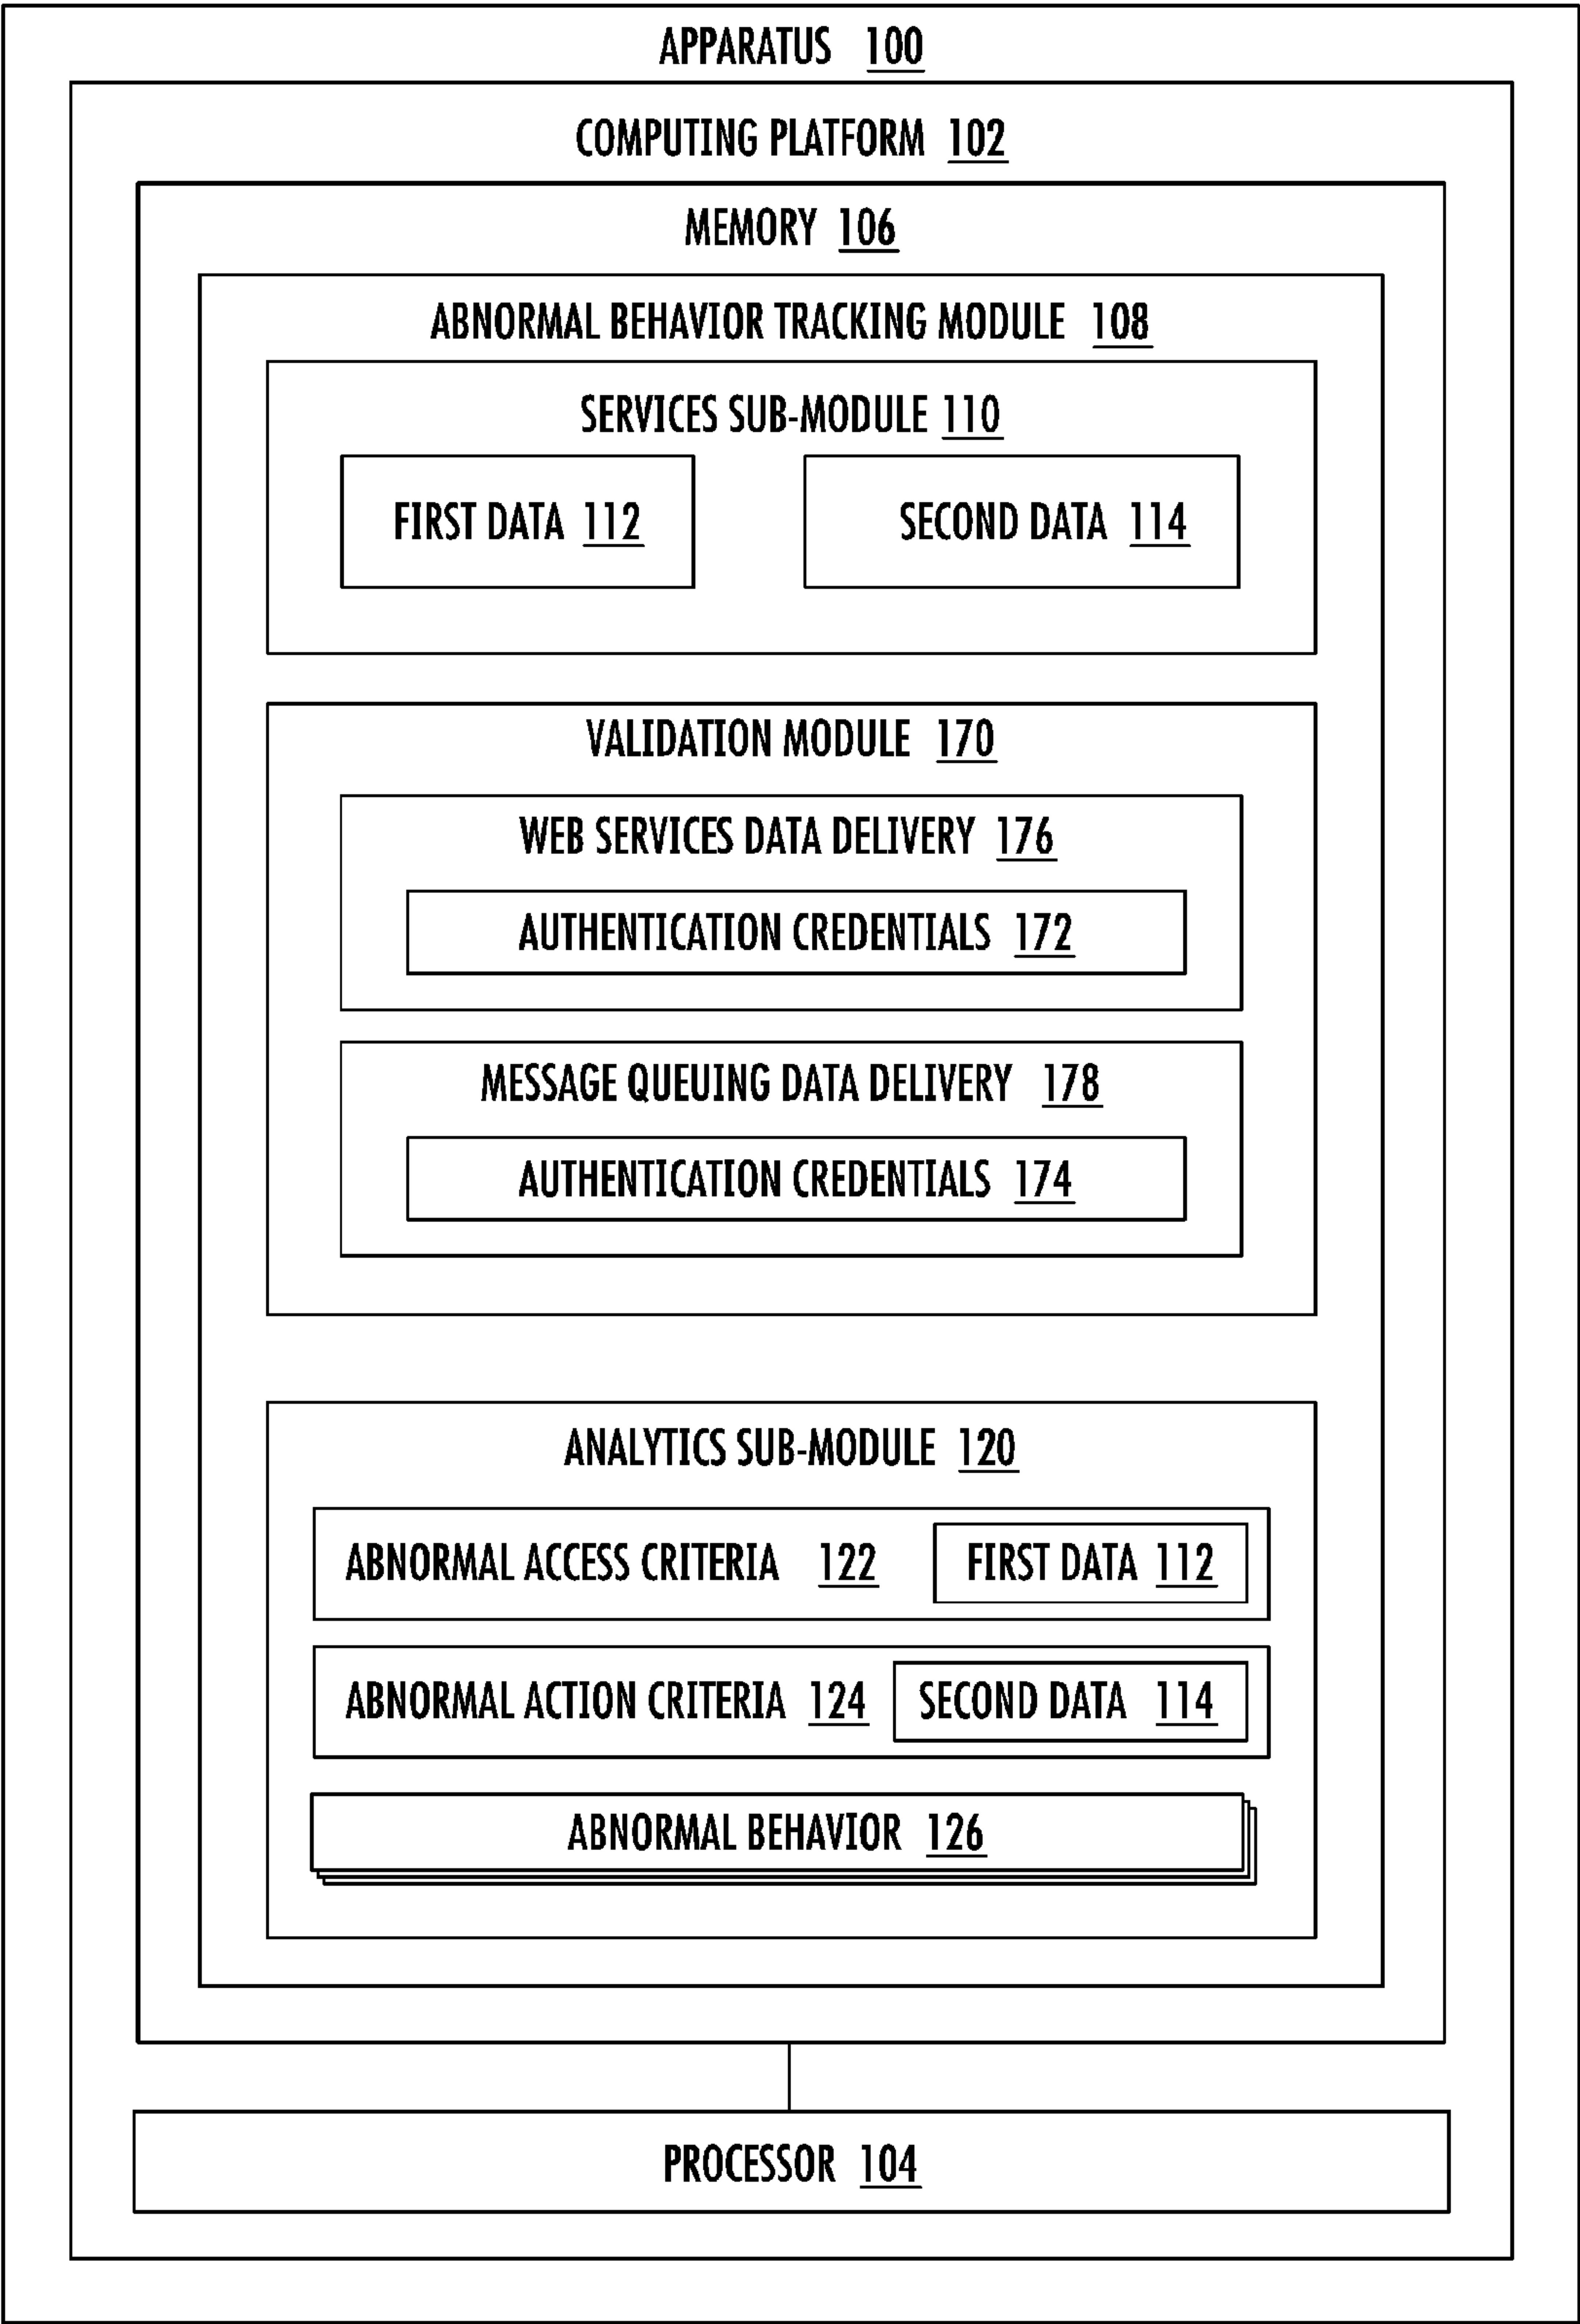 APPARATUS 100
COMPUTING PLATFORM 102
MEMORY 106
ABNORMAL BEHAVIOR TRACKING MODULE 108
SERVICES SUB-MODULE 110
FIRST DATA 112
SECOND DATA 114
VALIDATION MODULE 170
WEB SERVICES DATA DELIVERY 176
AUTHENTICATION CREDENTIALS 172
MESSAGE QUEUING DATA DELIVERY 178
AUTHENTICATION CREDENTIALS 174
ANALYTICS SUB-MODULE 120
ABNORMAL ACCESS CRITERIA 122
FIRST DATA 112
ABNORMAL ACTION CRITERIA 124
SECOND DATA 114
ABNORMAL BEHAVIOR 126
PROCESSOR 104